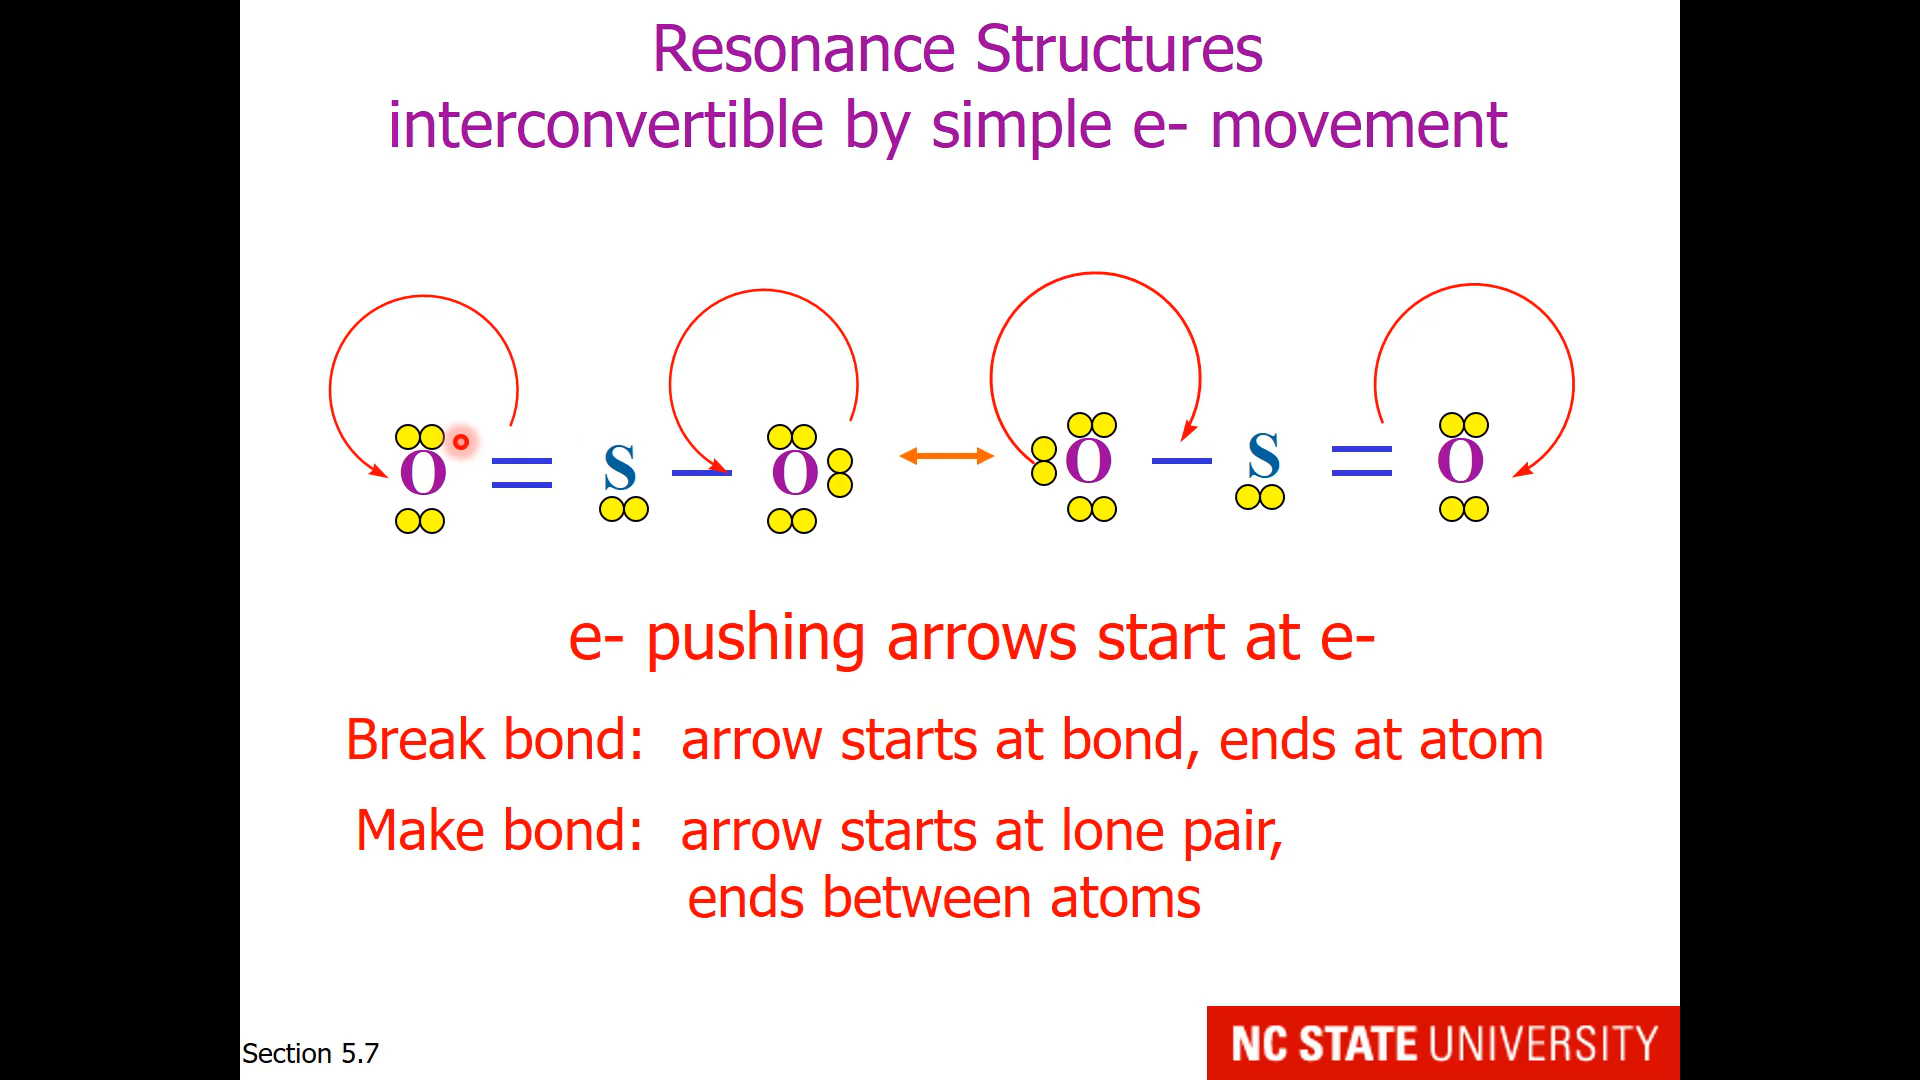 Resonance Structures
interconvertible by simple e- movement
O S O O S O
e- pushing arrows start at e-
Break bond: arrow starts at bond, ends at atom
Make bond: arrow starts at lone pair,
ends between atoms
Section 5.7
NC STATE UNIVERSITY